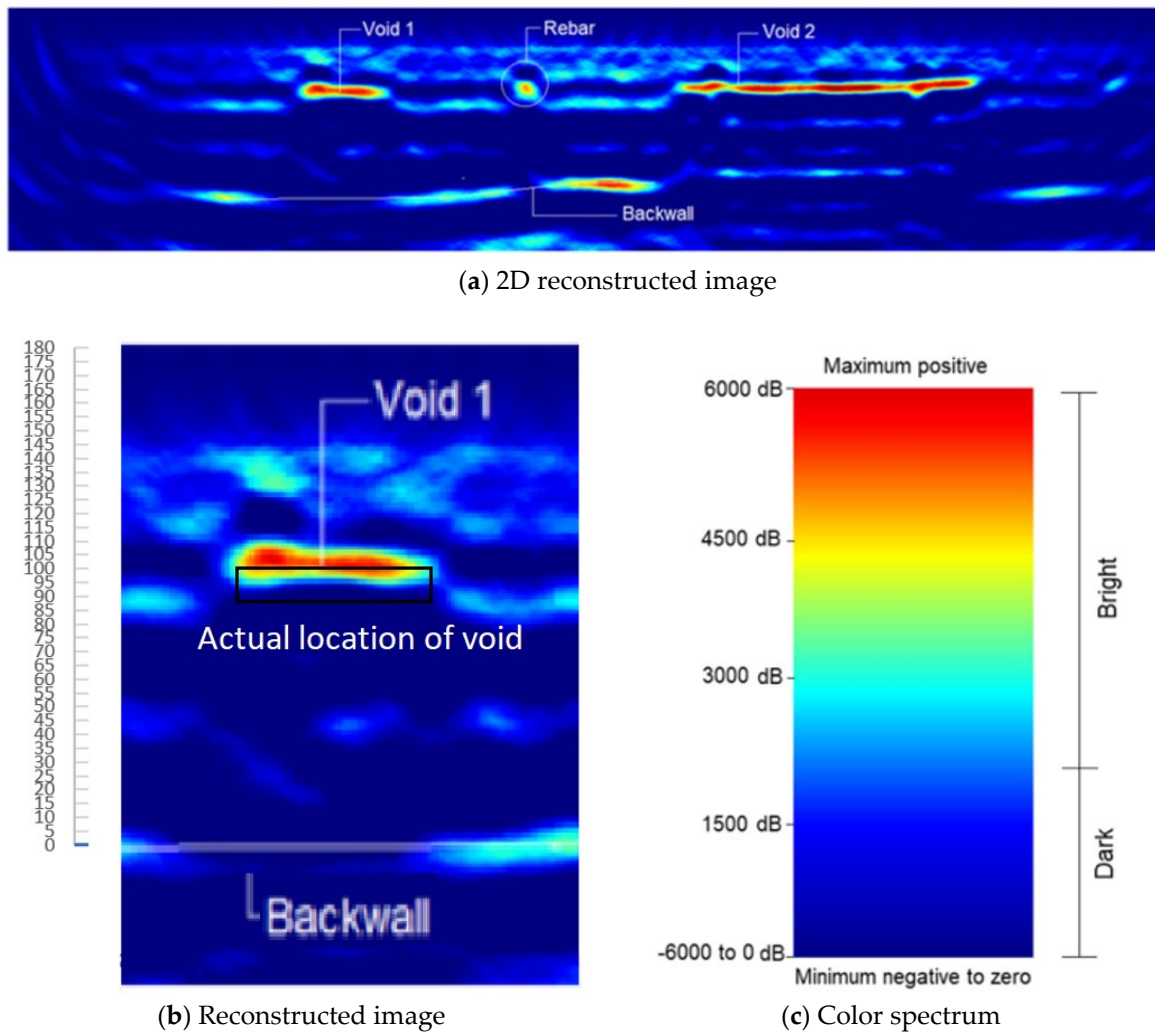 Void 1
Rebar
Void 2
Backwall
(a) 2D reconstructed image
180
175
170
165
160
155
150
145
140
135
130
125
120
115
110
105
100
95
90
85
80
75
70
65
60
55
50
45
40
35
30
25
20
15
10
5
0
Void 1
Actual location of void
Backwall
(b) Reconstructed image
Maximum positive
6000 dB
4500 dB
3000 dB
1500 dB
-6000 to 0 dB
Minimum negative to zero
Bright
Dark
(c) Color spectrum